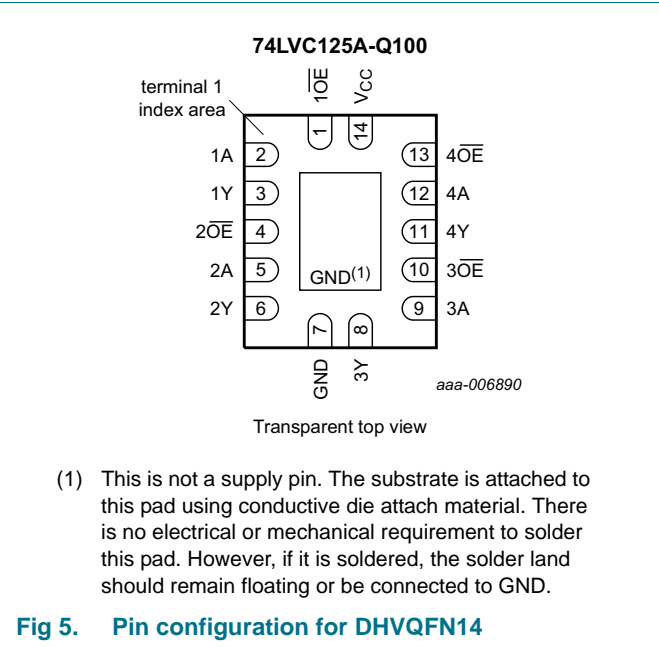 74LVC125A-Q100
terminal 1
index area
1O̅E̅
VCC
1
14
1A 2
13 4O̅E̅
1Y 3
12 4A
2O̅E̅ 4
11 4Y
2A 5
10 3O̅E̅
GND(1)
2Y 6
9 3A
7
8
GND
3Y
aaa-006890
Transparent top view
(1) This is not a supply pin. The substrate is attached to
this pad using conductive die attach material. There
is no electrical or mechanical requirement to solder
this pad. However, if it is soldered, the solder land
should remain floating or be connected to GND.
Fig 5. Pin configuration for DHVQFN14